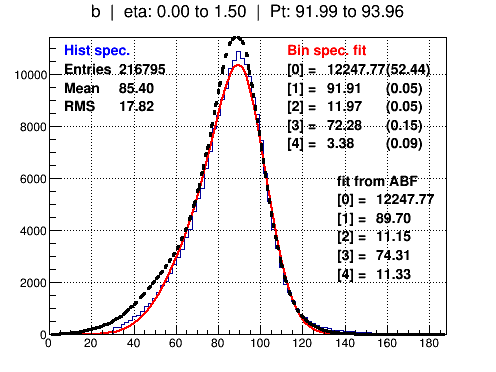 b | eta: 0.00 to 1.50 | Pt: 91.99 to 93.96
Hist spec.
Entries 216795
Mean 85.40
RMS 17.82
Bin spec. fit
[0] = 12247.77(52.44)
[1] = 91.91 (0.05)
[2] = 11.97 (0.05)
[3] = 72.28 (0.15)
[4] = 3.38 (0.09)
fit from ABF
[0] = 12247.77
[1] = 89.70
[2] = 11.15
[3] = 74.31
[4] = 11.33
10000
8000
6000
4000
2000
0
0 20 40 60 80 100 120 140 160 180